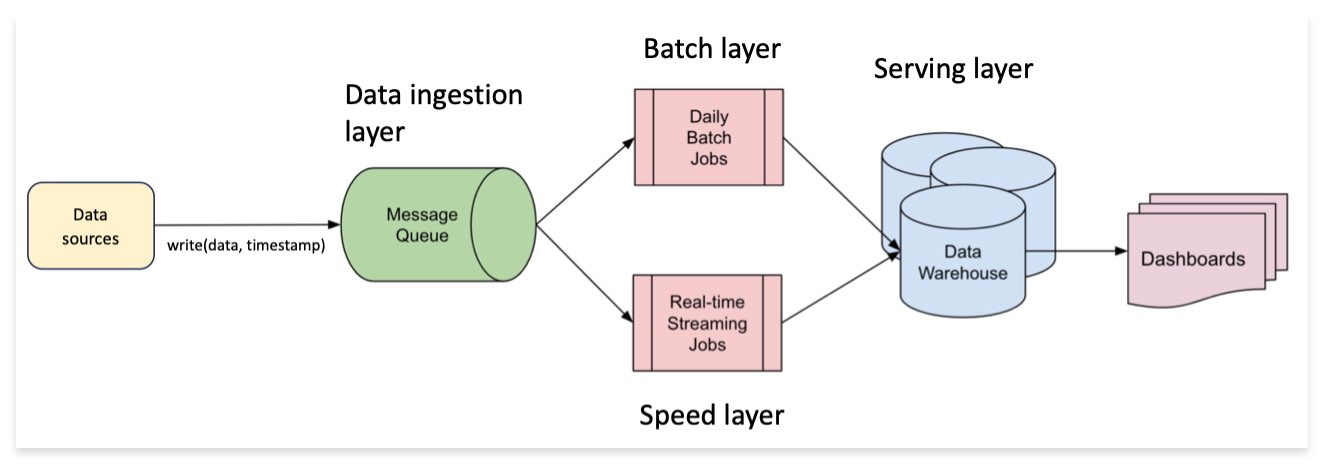 Batch layer
Serving layer
Data ingestion
layer
Daily
Batch
Jobs
Data
sources
write(data, timestamp)
Message
Queue
Data
Warehouse
Dashboards
Real-time
Streaming
Jobs
Speed layer